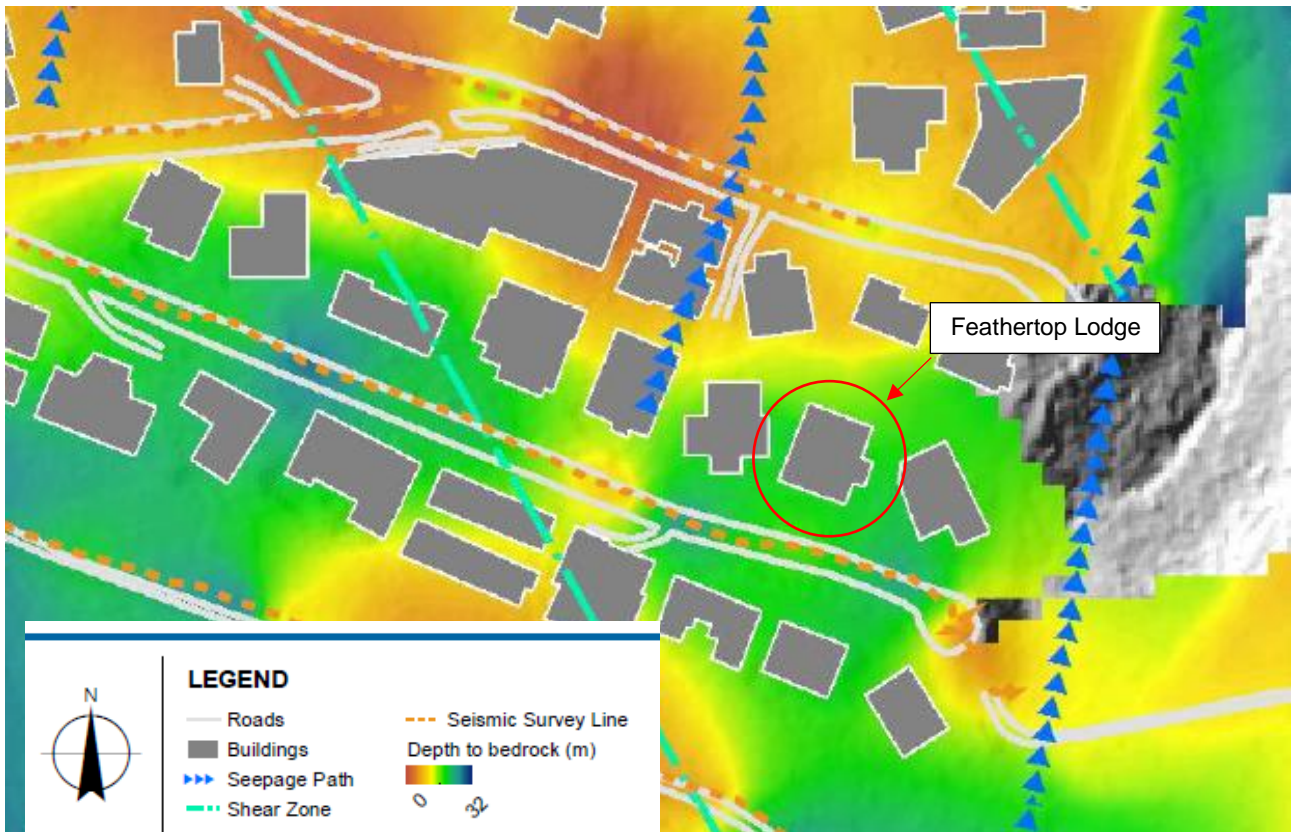 Feathertop Lodge
LEGEND
N
Roads
Buildings
Seepage Path
Shear Zone
Seismic Survey Line
Depth to bedrock (m)
0
32